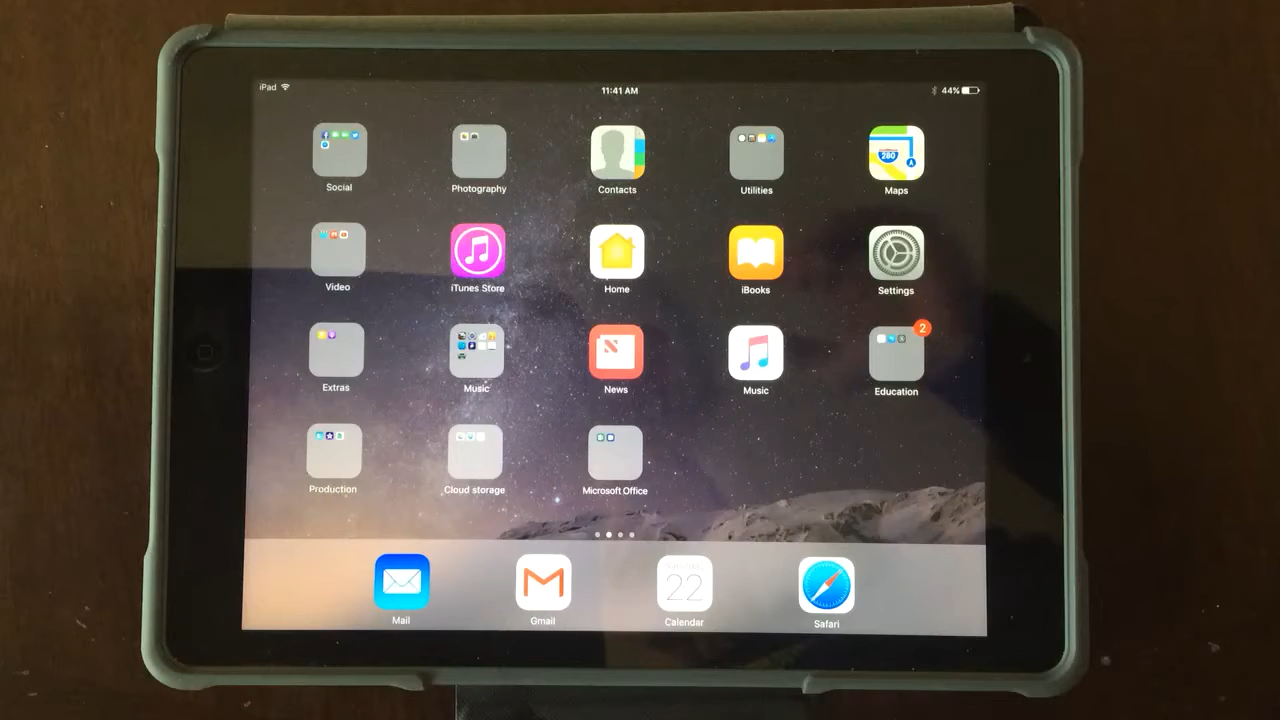 iPad 11:41 AM 44%
Social Photography Contacts Utilities Maps
280
Video iTunes Store Home iBooks Settings
2
Extras Music News Music Education
Production Cloud storage Microsoft Office
Saturday
22
Mail Gmail Calendar Safari